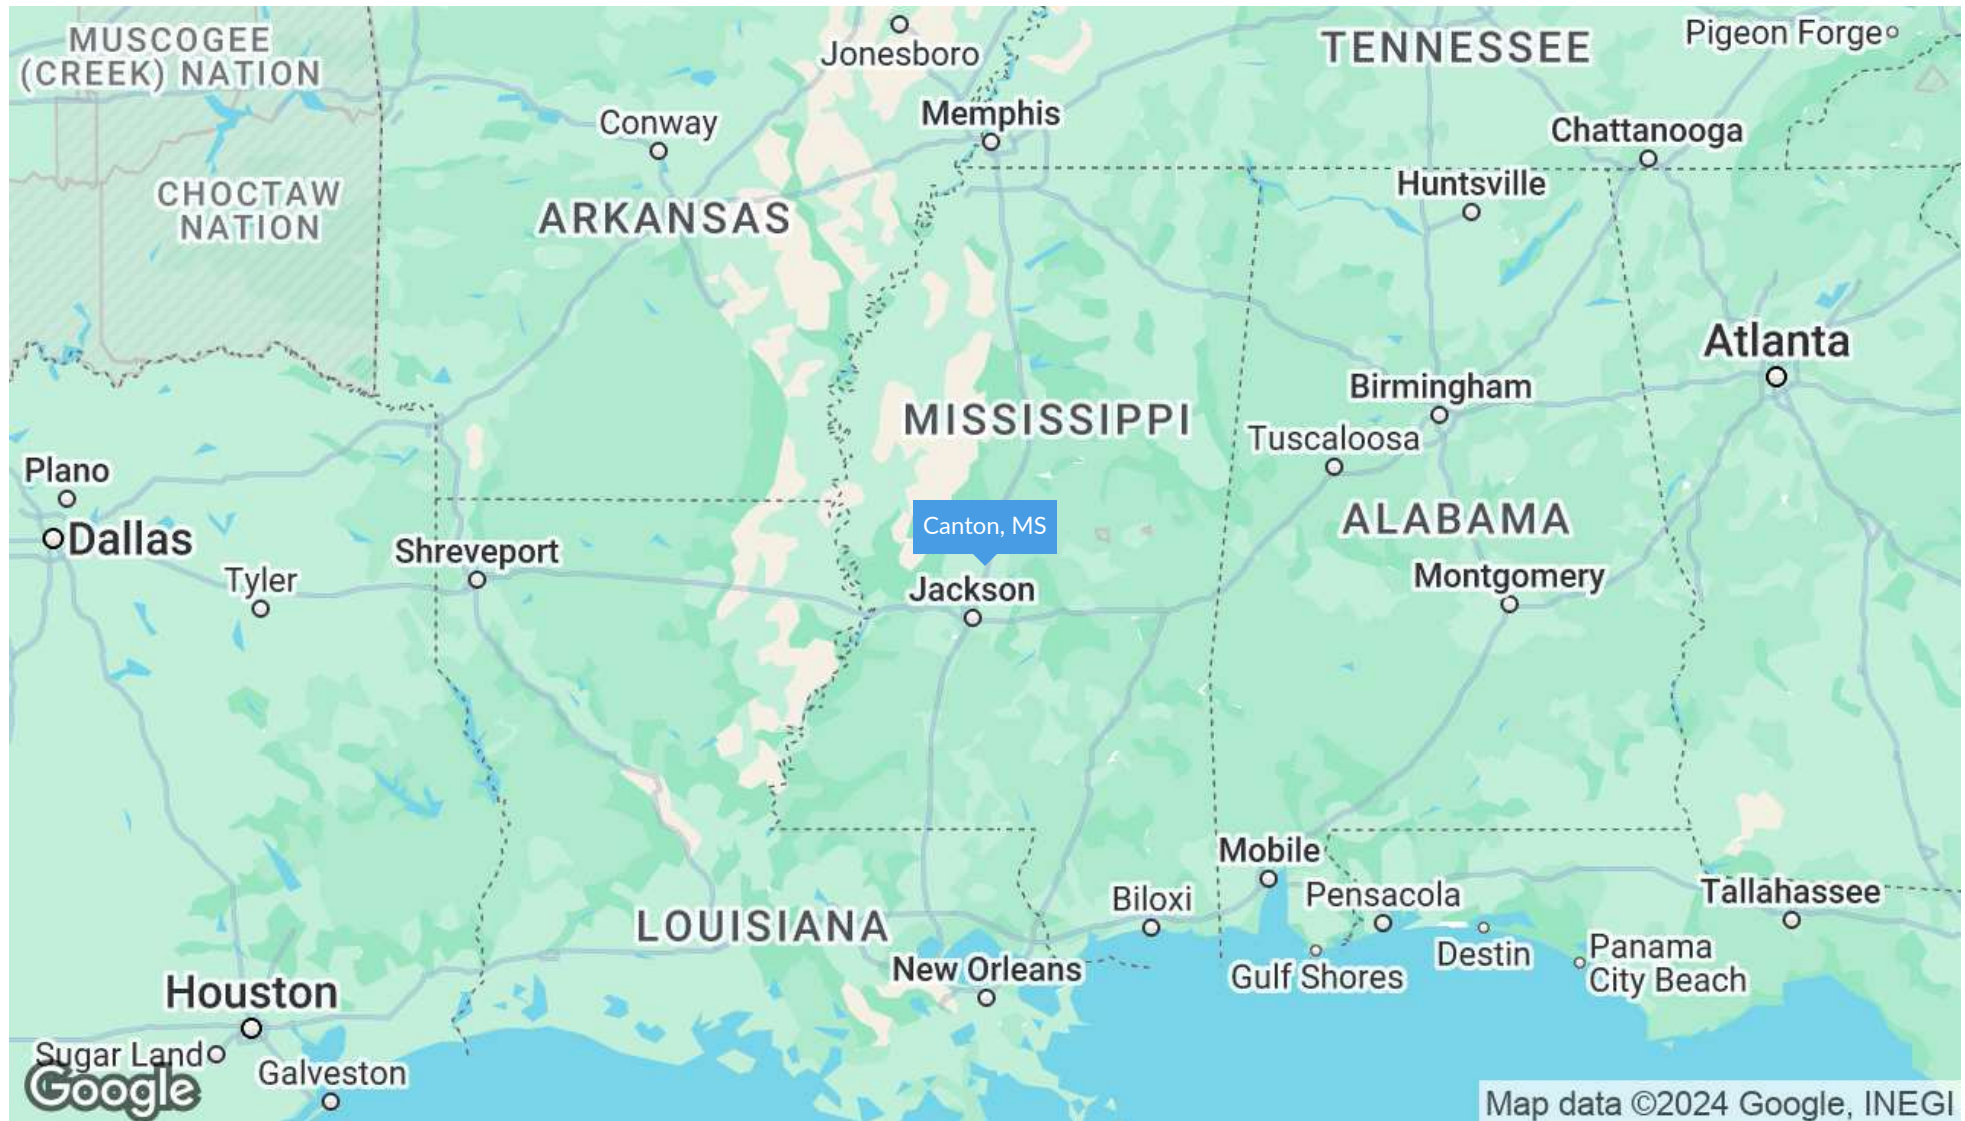 MUSCOGEE
(CREEK) NATION
Jonesboro
TENNESSEE
Pigeon Forge
Conway
Memphis
Chattanooga
CHOCTAW
NATION
ARKANSAS
Huntsville
Atlanta
Birmingham
MISSISSIPPI
Tuscaloosa
Plano
Dallas
Canton, MS
ALABAMA
Shreveport
Tyler
Jackson
Montgomery
Mobile
Biloxi
Pensacola
Tallahassee
LOUISIANA
New Orleans
Gulf Shores
Destin
Panama
City Beach
Houston
Sugar Land
Galveston
Google
Map data ©2024 Google, INEGI